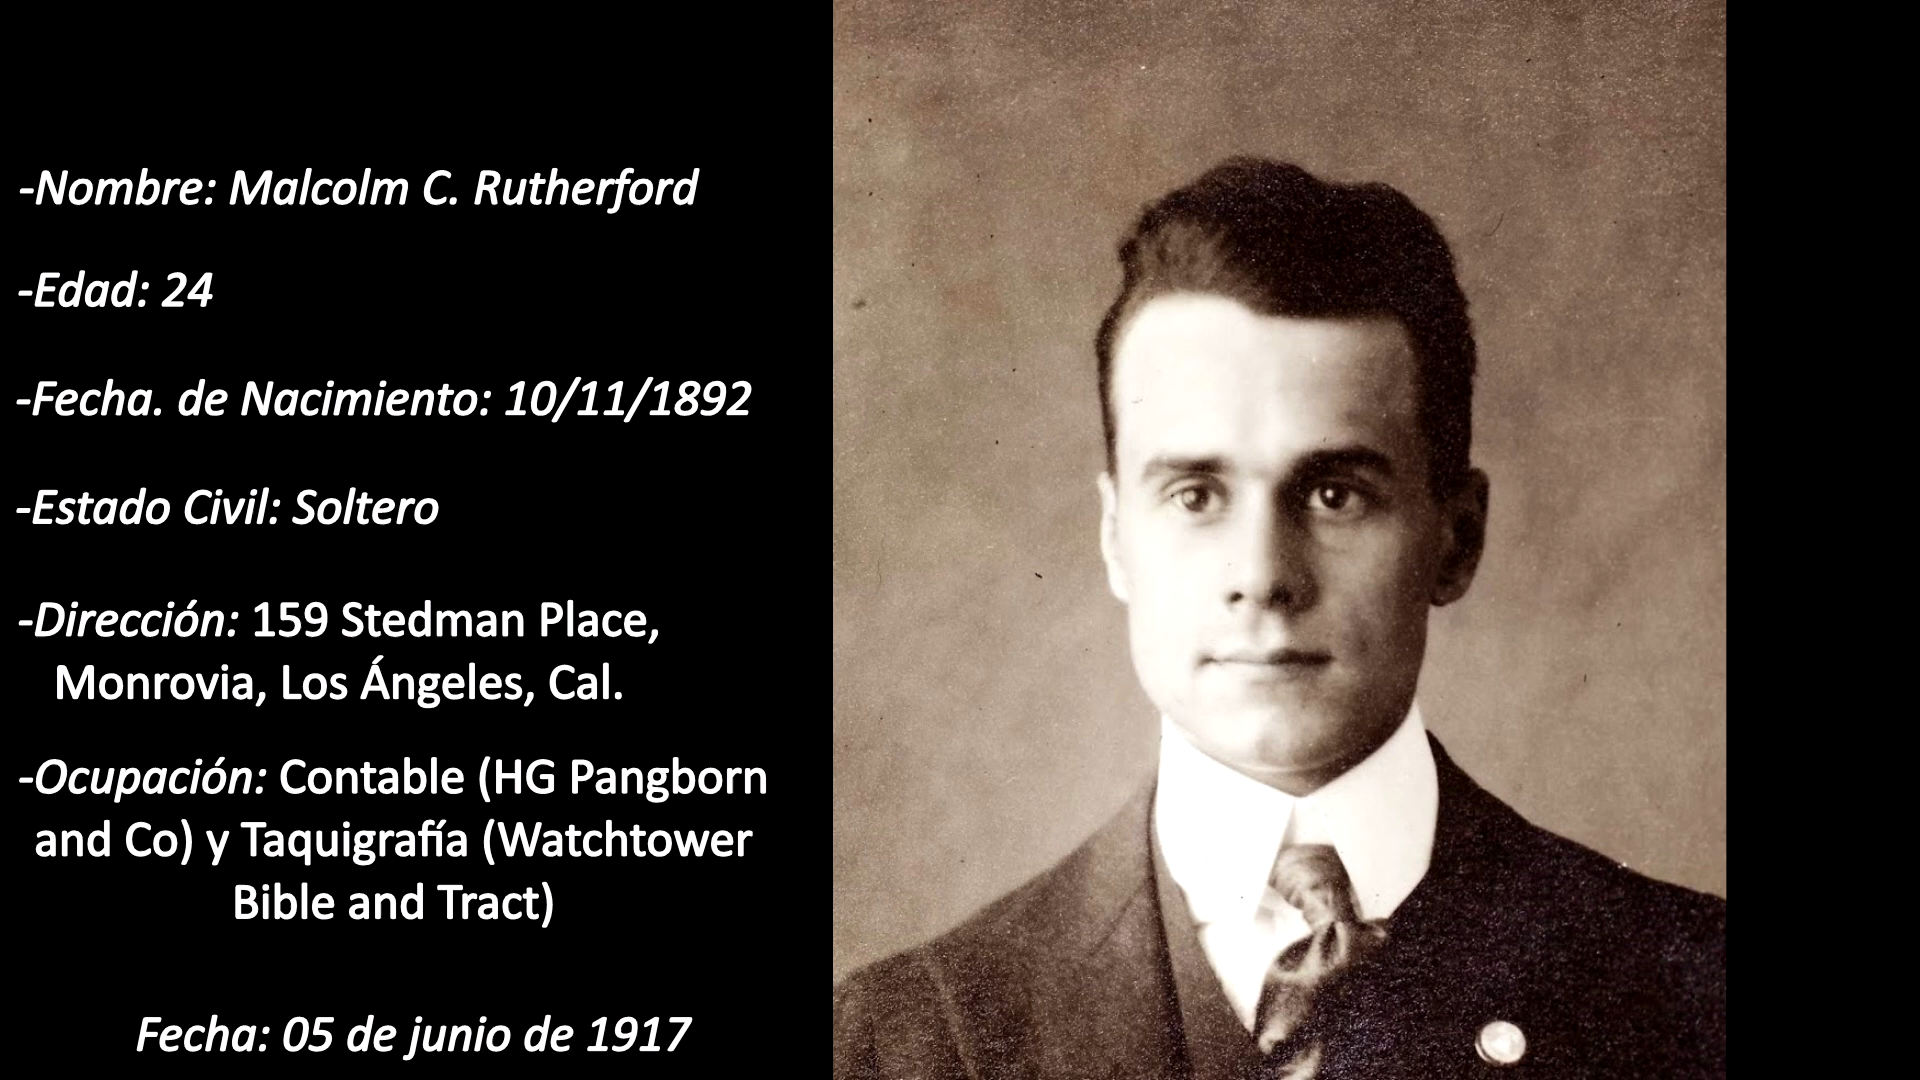 -Nombre: Malcolm C. Rutherford
-Edad: 24
-Fecha. de Nacimiento: 10/11/1892
-Estado Civil: Soltero
-Dirección: 159 Stedman Place,
Monrovia, Los Ángeles, Cal.
-Ocupación: Contable (HG Pangborn
and Co) y Taquigrafía (Watchtower
Bible and Tract)
Fecha: 05 de junio de 1917